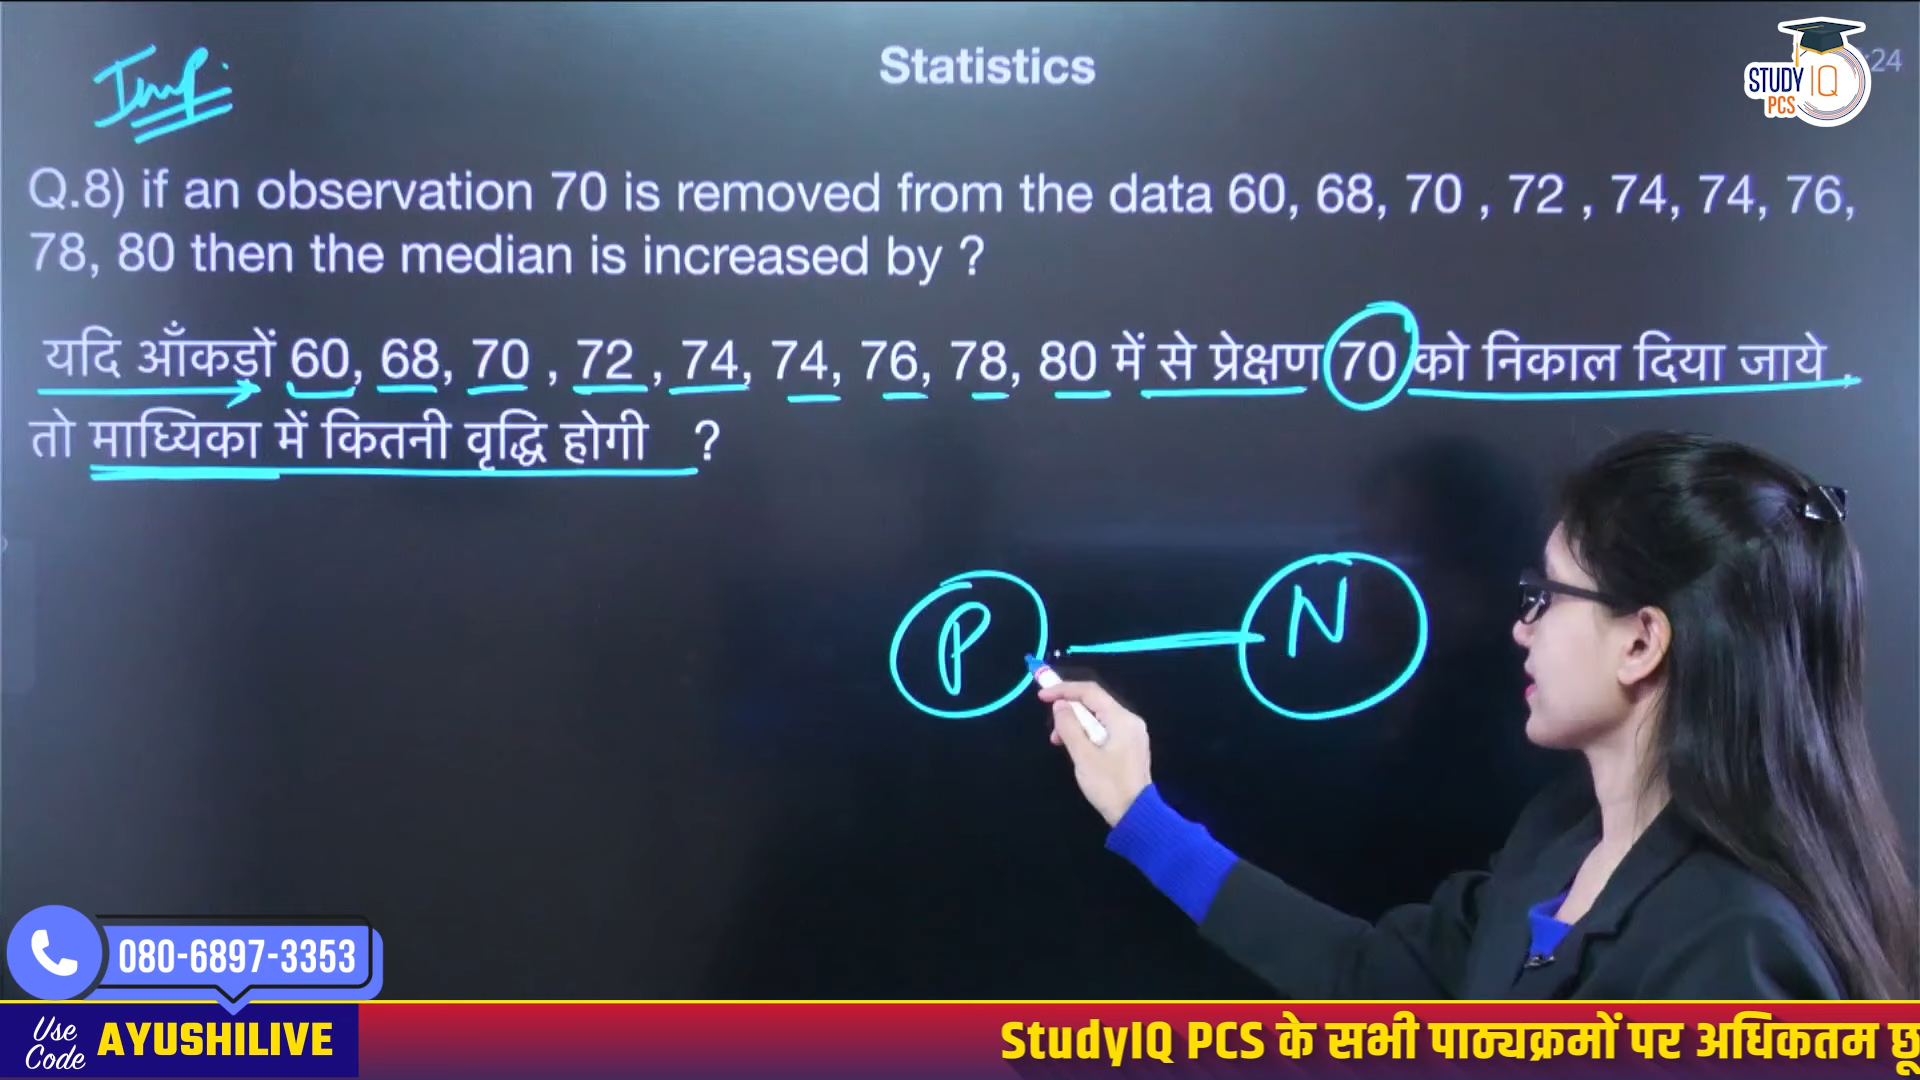 Imp.
Statistics
:24
STUDY IQ
PCS
Q.8) if an observation 70 is removed from the data 60, 68, 70 , 72 , 74, 74, 76,
78, 80 then the median is increased by ?
यदि आँकड़ों 60, 68, 70 , 72 , 74, 74, 76, 78, 80 में से प्रेक्षण 70 को निकाल दिया जाये ,
तो माध्यिका में कितनी वृद्धि होगी ?
P N
080-6897-3353
Use Code AYUSHILIVE
StudyIQ PCS के सभी पाठ्यक्रमों पर अधिकतम छू